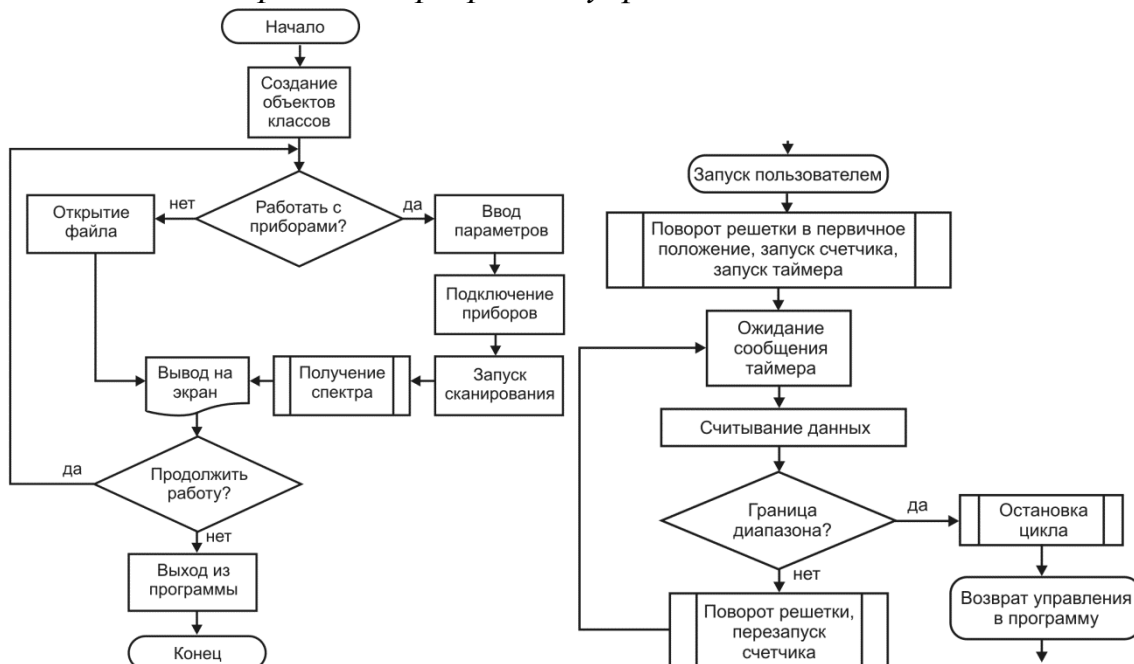 Начало
Создание
объектов
классов
Работать с
приборами?
нет
да
Открытие
файла
Ввод
параметров
Подключение
приборов
Запуск
сканирования
Получение
спектра
Вывод на
экран
Продолжить
работу?
да
нет
Выход из
программы
Конец
Запуск пользователем
Поворот решетки в первичное
положение, запуск счетчика,
запуск таймера
Ожидание
сообщения
таймера
Считывание данных
Граница
диапазона?
да
нет
Остановка
цикла
Возврат управления
в программу
Поворот решетки,
перезапуск
счетчика